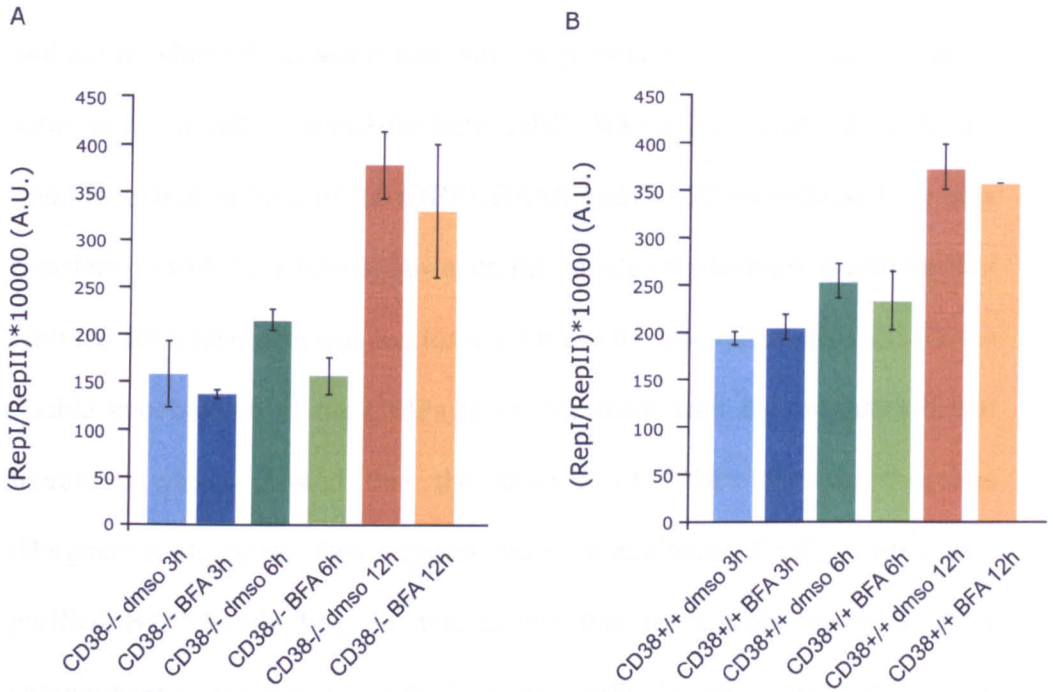 A
(RepI/RepII)*10000 (A.U.)
450
400
350
300
250
200
150
100
50
0
CD38-/- dmso 3h
CD38-/- BFA 3h
CD38-/- dmso 6h
CD38-/- BFA 6h
CD38-/- dmso 12h
CD38-/- BFA 12h
B
(RepI/RepII)*10000 (A.U.)
450
400
350
300
250
200
150
100
50
0
CD38+/+ dmso 3h
CD38+/+ BFA 3h
CD38+/+ dmso 6h
CD38+/+ BFA 6h
CD38+/+ dmso 12h
CD38+/+ BFA 12h